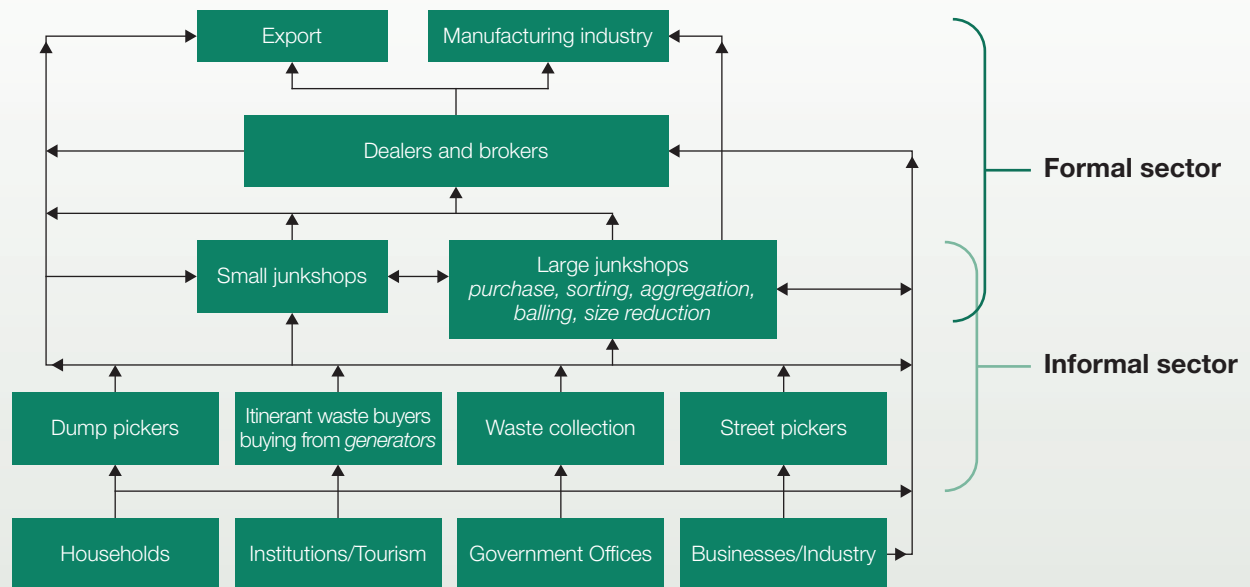 Export
Manufacturing industry
Dealers and brokers
Formal sector
Small junkshops
Large junkshops
purchase, sorting, aggregation,
balling, size reduction
Informal sector
Dump pickers
Itinerant waste buyers
buying from generators
Waste collection
Street pickers
Households
Institutions/Tourism
Government Offices
Businesses/Industry